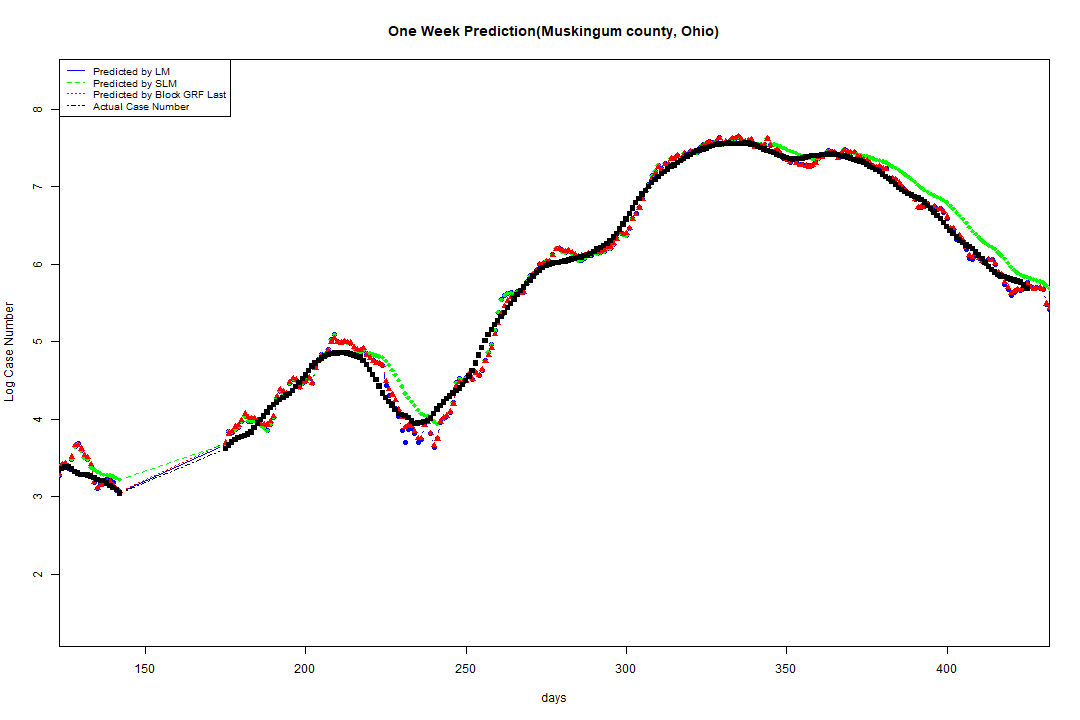 One Week Prediction(Muskingum county, Ohio)
Predicted by LM
Predicted by SLM
Predicted by Block GRF Last
Actual Case Number
8
7
6
5
4
3
2
Log Case Number
150 200 250 300 350 400
days